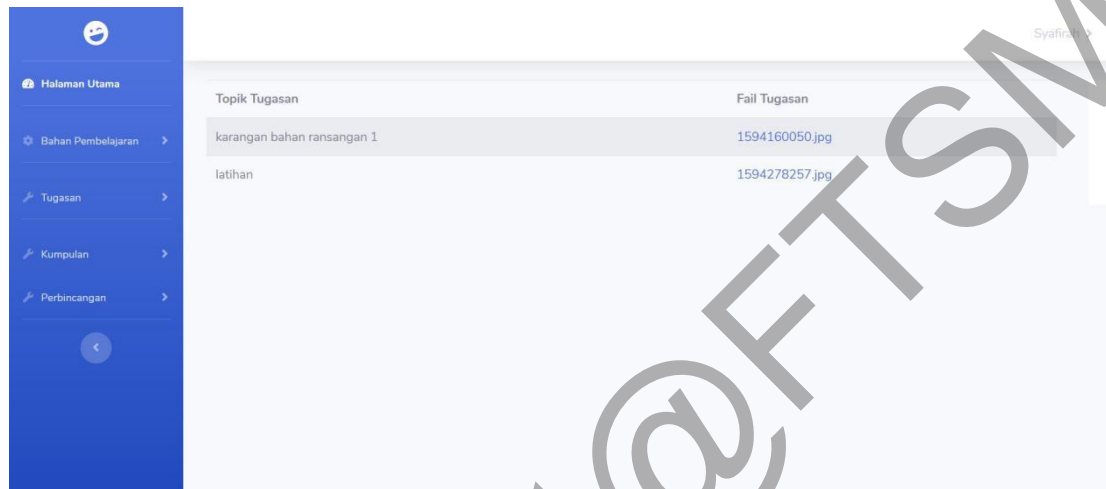 Syafirah
Halaman Utama
Topik Tugasan Fail Tugasan
Bahan Pembelajaran
karangan bahan ransangan 1 1594160050.jpg
latihan 1594278257.jpg
Tugasan
Kumpulan
Perbincangan
@FTSM